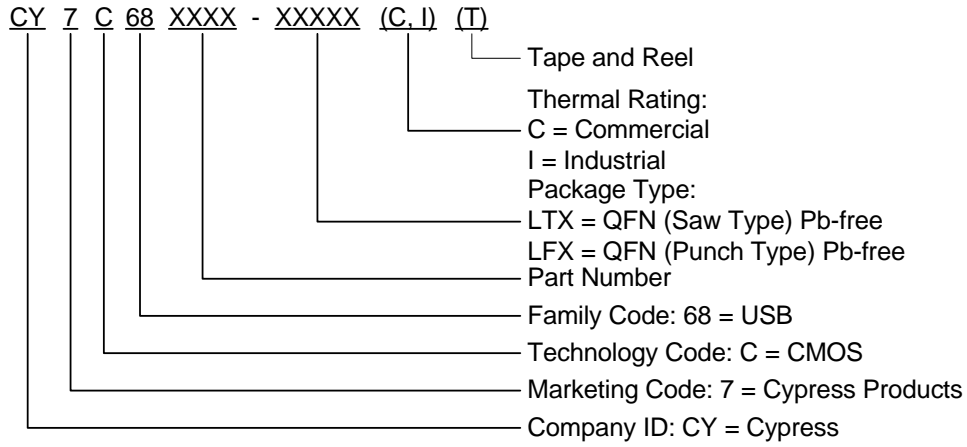 CY 7 C 68 XXXX - XXXXX (C, I) (T)
Tape and Reel
Thermal Rating:
C = Commercial
I = Industrial
Package Type:
LTX = QFN (Saw Type) Pb-free
LFX = QFN (Punch Type) Pb-free
Part Number
Family Code: 68 = USB
Technology Code: C = CMOS
Marketing Code: 7 = Cypress Products
Company ID: CY = Cypress